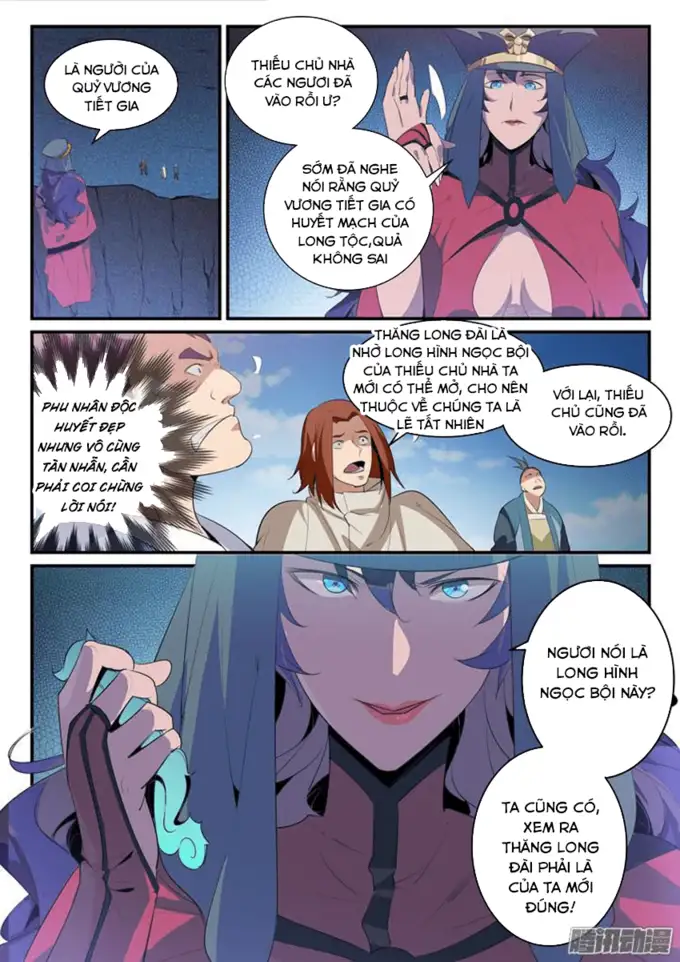 LÀ NGƯỜI CỦA
QUỶ VƯƠNG
TIẾT GIA
THIẾU CHỦ NHÀ
CÁC NGƯƠI ĐÃ
VÀO RỒI Ư?
SỚM ĐÃ NGHE
NÓI RẰNG QUỶ
VƯƠNG TIẾT GIA CÓ
HUYẾT MẠCH CỦA
LONG TỘC,QUẢ
KHÔNG SAI
PHU NHÂN ĐỘC
HUYẾT ĐẸP
NHƯNG VÔ CÙNG
TÀN NHẪN, CẦN
PHẢI COI CHỪNG
LỜI NÓI!
THĂNG LONG ĐÀI LÀ
NHỜ LONG HÌNH NGỌC BỘI
CỦA THIẾU CHỦ NHÀ TA
MỚI CÓ THỂ MỞ, CHO NÊN
THUỘC VỀ CHÚNG TA LÀ
LẼ TẤT NHIÊN
VỚI LẠI, THIẾU
CHỦ CŨNG ĐÃ
VÀO RỒI.
NGƯƠI NÓI LÀ
LONG HÌNH
NGỌC BỘI NÀY?
TA CŨNG CÓ,
XEM RA
THĂNG LONG
ĐÀI PHẢI LÀ
CỦA TA MỚI
ĐÚNG!
腾讯动漫